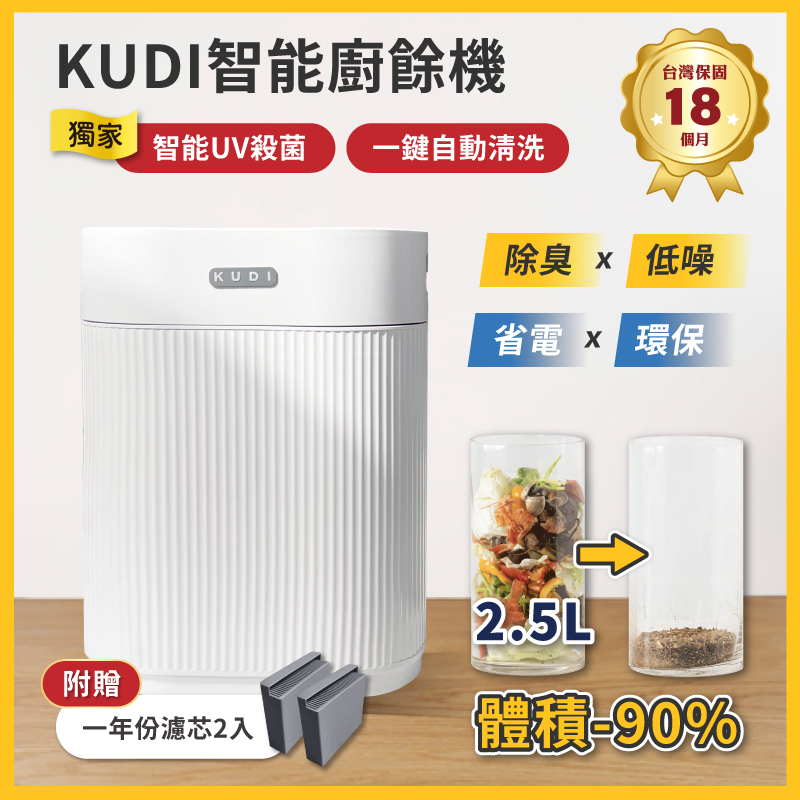 KUDI智能廚餘機
台灣保固
18
個月
獨家
智能UV殺菌
一鍵自動清洗
KUDI
除臭 x 低噪
省電 x 環保
2.5L
附贈
一年份濾芯2入
體積-90%